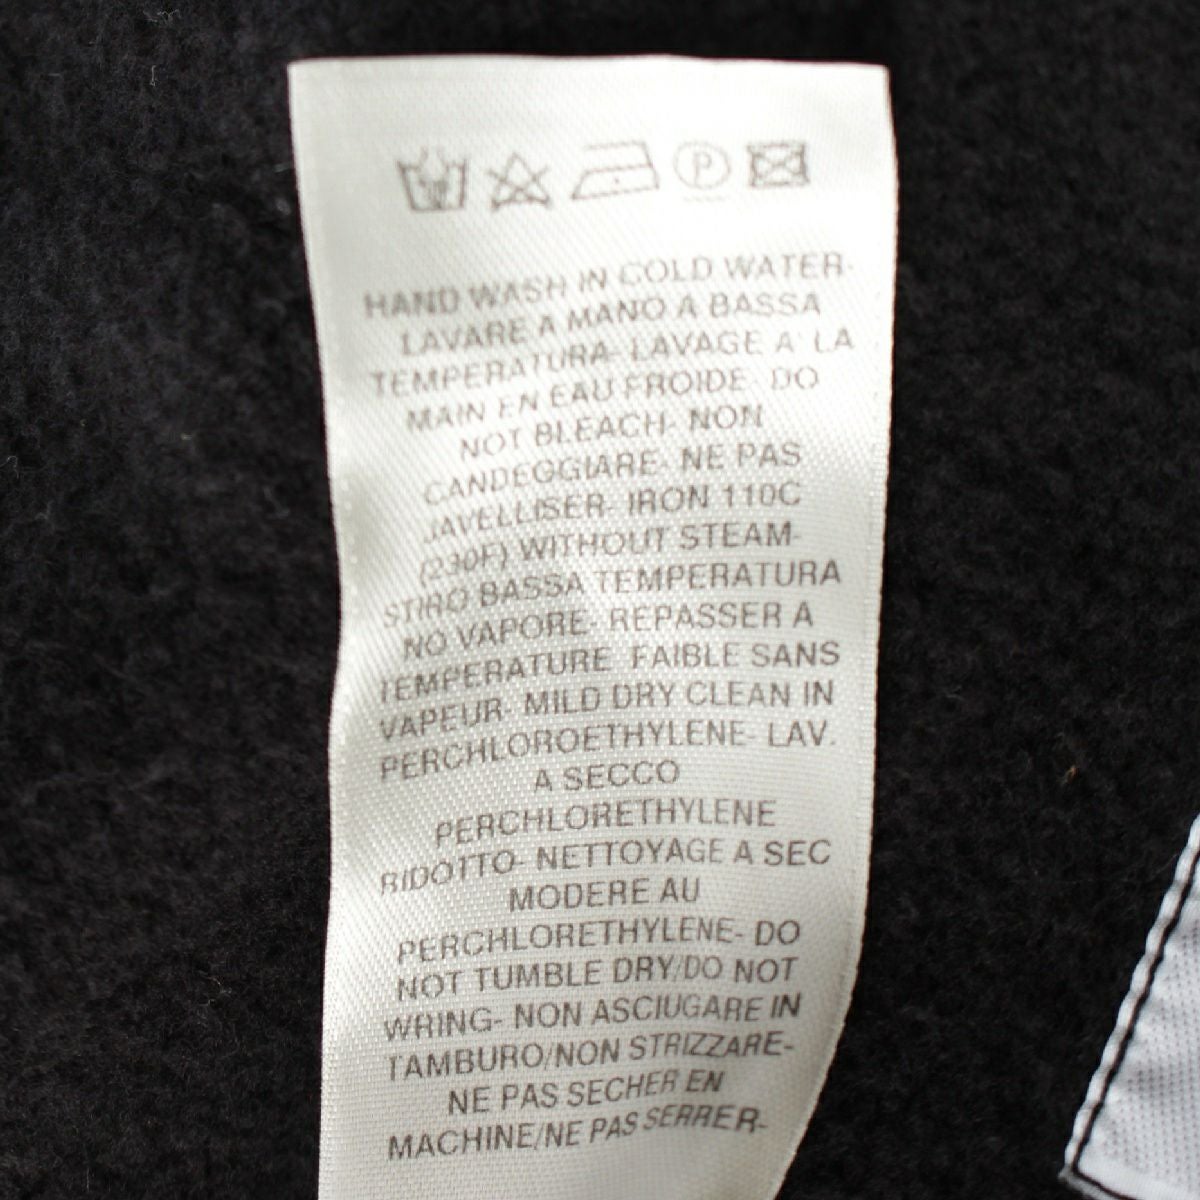 P
HAND WASH IN COLD WATER-
LAVARE A MANO A BASSA
TEMPERATURA- LAVAGE A LA
MAIN EN EAU FROIDE- DO
NOT BLEACH- NON
CANDEGGIARE- NE PAS
JAVELLISER- IRON 110C
(230F) WITHOUT STEAM-
STIRO BASSA TEMPERATURA
NO VAPORE- REPASSER A
TEMPERATURE FAIBLE SANS
VAPEUR- MILD DRY CLEAN IN
PERCHLOROETHYLENE- LAV.
A SECCO
PERCHLORETHYLENE
RIDOTTO- NETTOYAGE A SEC
MODERE AU
PERCHLORETHYLENE- DO
NOT TUMBLE DRY/DO NOT
WRING- NON ASCIUGARE IN
TAMBURO/NON STRIZZARE-
NE PAS SECHER EN
MACHINE/NE PAS SERRER-